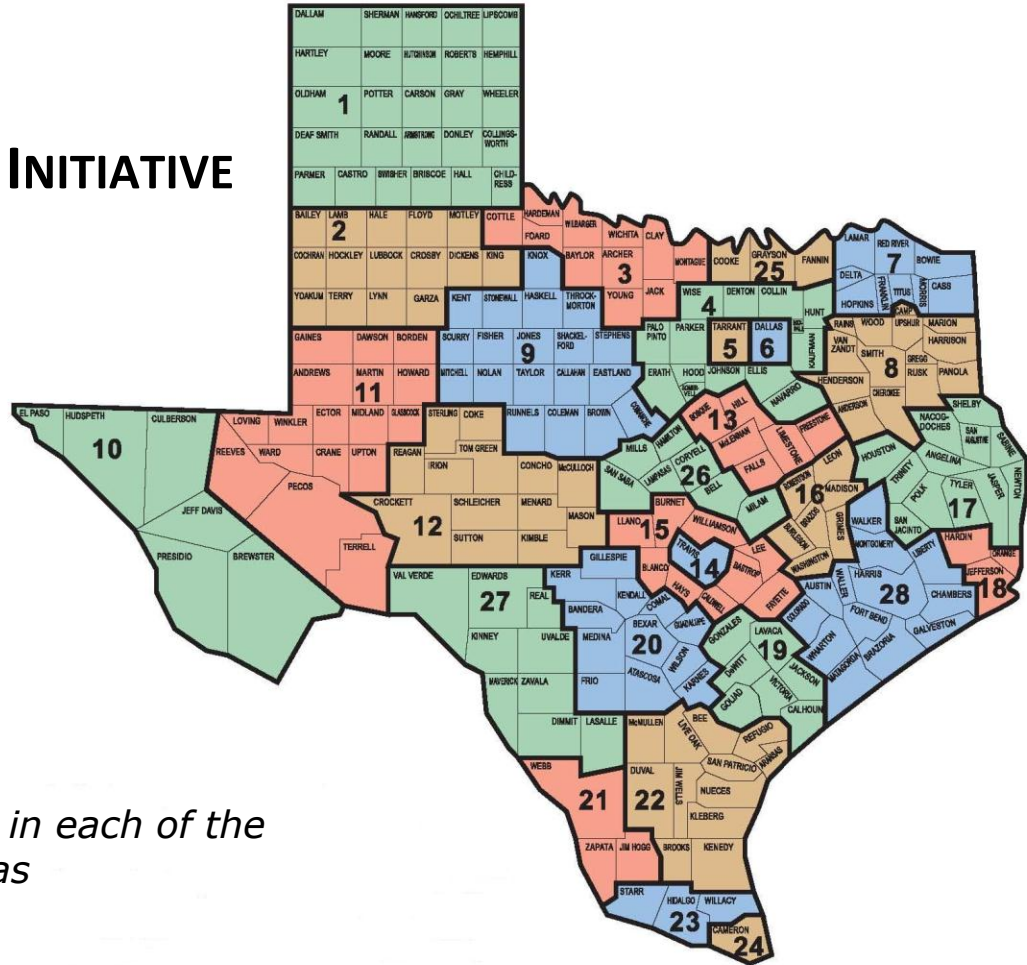 DALLAM SHERMAN HANSFORD OCHILTREE LIPSCOMB
HARTLEY MOORE HUTCHINSON ROBERTS HEMPHILL
OLDHAM 1 POTTER CARSON GRAY WHEELER
DEAF SMITH RANDALL ARMSTRONG DONLEY COLLINGS-
WORTH
INITIATIVE
PARMER CASTRO SWISHER BRISCOE HALL CHILD-
RESS
BAILEY LAMB HALE FLOYD MOTLEY COTTLE HARDEMAN
2 FOARD WILBARGER WICHITA CLAY
COCHRAN HOCKLEY LUBBOCK CROSBY DICKENS KING KNOX BAYLOR ARCHER 3 MONTAGUE COOKE GRAYSON 25 FANNIN LAMAR RED RIVER 7 BOWIE
YOAKUM TERRY LYNN GARZA KENT STONEWALL HASKELL THROCK-
MORTON YOUNG JACK WISE 4 DENTON COLLIN HUNT DELTA HOPKINS FRANKLIN TITUS MORRIS CASS CAMP
GAINES DAWSON BORDEN SCURRY FISHER 9 JONES SHACKEL-
FORD STEPHENS PALO
PINTO PARKER TARRANT 5 DALLAS 6 KAUFMAN RAINS WOOD UPSHUR MARION HARRISON
ANDREWS MARTIN HOWARD MITCHELL NOLAN TAYLOR CALLAHAN EASTLAND ERATH HOOD JOHNSON ELLIS VAN
ZANDT SMITH 8 GREGG RUSK PANOLA
11 NAVARRO HENDERSON CHEROKEE ANDERSON
EL PASO HUDSPETH CULBERSON LOVING WINKLER ECTOR MIDLAND GLASSCOCK STERLING COKE RUNNELS COLEMAN BROWN COMANCHE BOSQUE HILL 13 FREESTONE SHELBY
10 REEVES WARD CRANE UPTON REAGAN IRION TOM GREEN CONCHO McCULLOCH MILLS HAMILTON McLENNAN LIMESTONE NACOG-
DOCHES SAN
AUGUSTINE SABINE
PECOS SAN SABA LAMPASAS CORYELL 26 BELL FALLS LEON HOUSTON ANGELINA NEWTON
JEFF DAVIS CROCKETT 12 SCHLEICHER MENARD MASON MILAM ROBERTSON 16 MADISON TRINITY POLK TYLER JASPER 17
PRESIDIO BREWSTER TERRELL SUTTON KIMBLE LLANO BURNET 15 WILLIAMSON BURLESON BRAZOS GRIMES WALKER SAN
JACINTO HARDIN ORANGE
VAL VERDE EDWARDS GILLESPIE BLANCO TRAVIS 14 LEE BASTROP WASHINGTON MONTGOMERY LIBERTY JEFFERSON 18
27 REAL KERR KENDALL HAYS CALDWELL FAYETTE AUSTIN WALLER HARRIS 28 CHAMBERS
KINNEY UVALDE BANDERA COMAL BEXAR GUADALUPE GONZALES LAVACA COLORADO FORT BEND GALVESTON
MEDINA 20 WILSON 19 WHARTON BRAZORIA
MAVERICK ZAVALA FRIO ATASCOSA KARNES DeWITT JACKSON MATAGORDA
GOLIAD VICTORIA CALHOUN
DIMMIT LASALLE McMULLEN LIVE OAK BEE REFUGIO
WEBB DUVAL JIM WELLS SAN PATRICIO ARANSAS
21 22 NUECES
KLEBERG
in each of the
ZAPATA JIM HOGG BROOKS KENEDY
as
STARR HIDALGO WILLACY
23 CAMERON
24